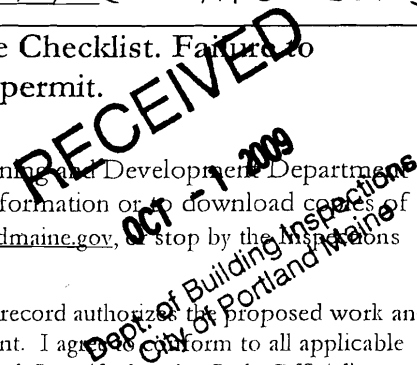 e Checklist. Failure to
permit.
RECEIVED
OCT - 1 2009
Dept. of Building Inspections
City of Portland Maine
ning and Development Department
formation or to download copies of
dmaine.gov, or stop by the Inspections
record authorizes the proposed work an
nt. I agree to conform to all applicable